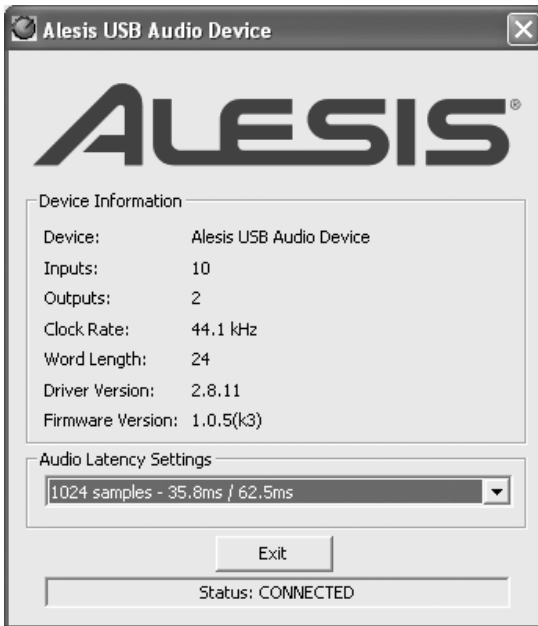 Alesis USB Audio Device
ALESIS®
Device Information
Device: Alesis USB Audio Device
Inputs: 10
Outputs: 2
Clock Rate: 44.1 kHz
Word Length: 24
Driver Version: 2.8.11
Firmware Version: 1.0.5(k3)
Audio Latency Settings
1024 samples - 35.8ms / 62.5ms
Exit
Status: CONNECTED